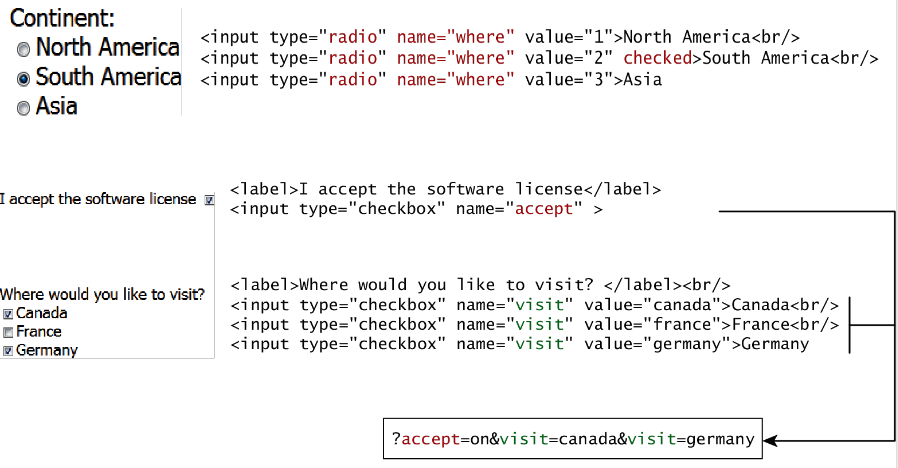 Continent:
North America
South America
Asia
<input type="radio" name="where" value="1">North America<br/>
<input type="radio" name="where" value="2" checked>South America<br/>
<input type="radio" name="where" value="3">Asia
I accept the software license
<label>I accept the software license</label>
<input type="checkbox" name="accept" >
Where would you like to visit?
Canada
France
Germany
<label>Where would you like to visit? </label><br/>
<input type="checkbox" name="visit" value="canada">Canada<br/>
<input type="checkbox" name="visit" value="france">France<br/>
<input type="checkbox" name="visit" value="germany">Germany
?accept=on&visit=canada&visit=germany